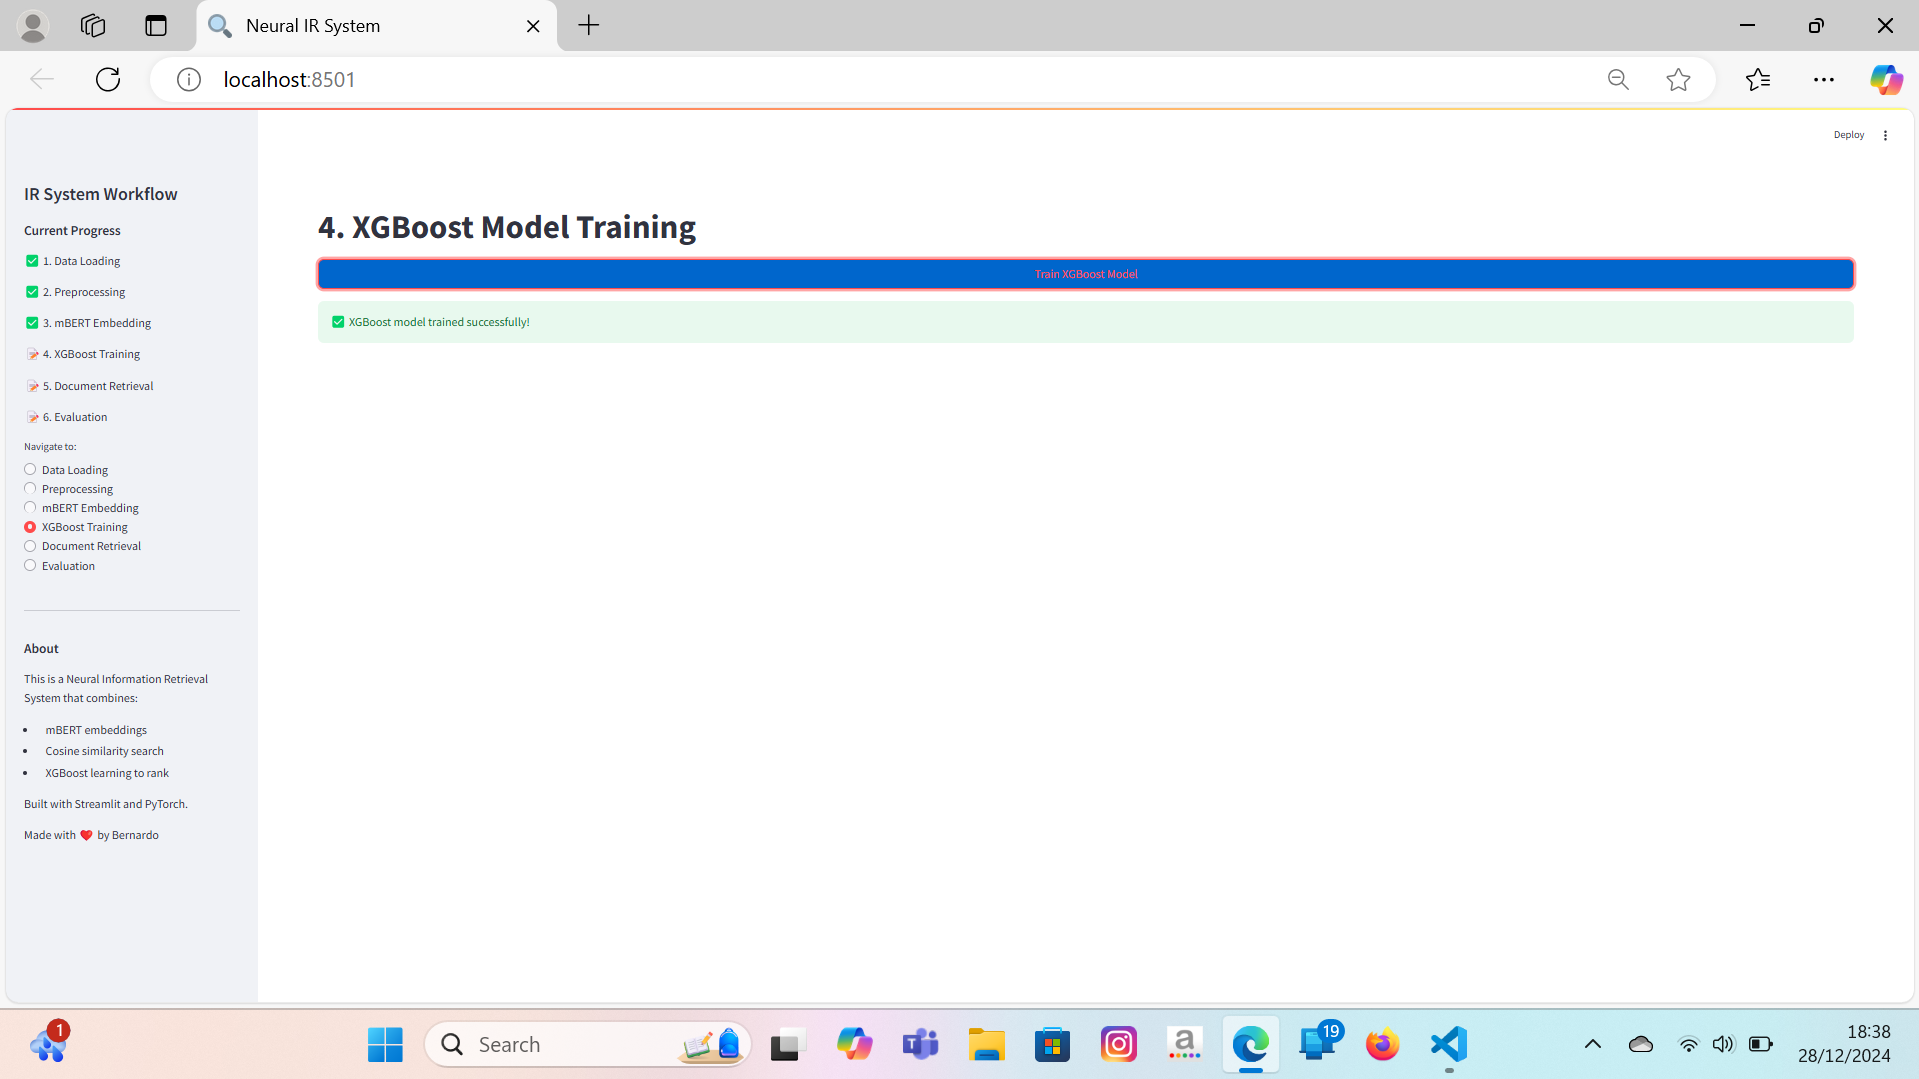 Neural IR System
localhost:8501
Deploy
IR System Workflow
Current Progress
✅ 1. Data Loading
✅ 2. Preprocessing
✅ 3. mBERT Embedding
📝 4. XGBoost Training
📝 5. Document Retrieval
📝 6. Evaluation
Navigate to:
Data Loading
Preprocessing
mBERT Embedding
XGBoost Training
Document Retrieval
Evaluation
About
This is a Neural Information Retrieval
System that combines:
• mBERT embeddings
• Cosine similarity search
• XGBoost learning to rank
Built with Streamlit and PyTorch.
Made with ❤️ by Bernardo
4. XGBoost Model Training
Train XGBoost Model
✅ XGBoost model trained successfully!
1
Search
19
18:38
28/12/2024